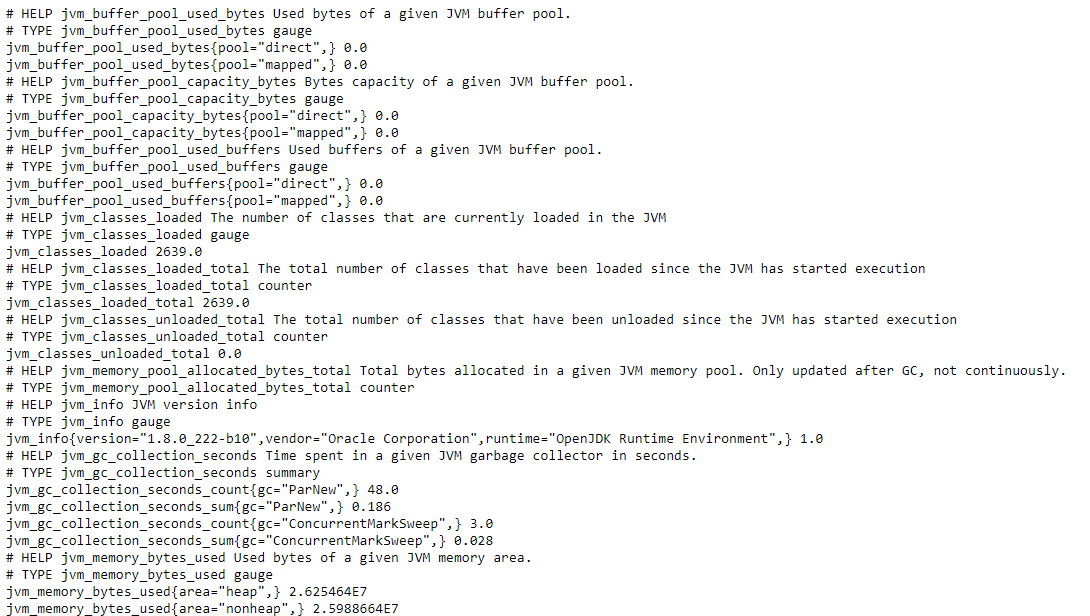 # HELP jvm_buffer_pool_used_bytes Used bytes of a given JVM buffer pool.
# TYPE jvm_buffer_pool_used_bytes gauge
jvm_buffer_pool_used_bytes{pool="direct",} 0.0
jvm_buffer_pool_used_bytes{pool="mapped",} 0.0
# HELP jvm_buffer_pool_capacity_bytes Bytes capacity of a given JVM buffer pool.
# TYPE jvm_buffer_pool_capacity_bytes gauge
jvm_buffer_pool_capacity_bytes{pool="direct",} 0.0
jvm_buffer_pool_capacity_bytes{pool="mapped",} 0.0
# HELP jvm_buffer_pool_used_buffers Used buffers of a given JVM buffer pool.
# TYPE jvm_buffer_pool_used_buffers gauge
jvm_buffer_pool_used_buffers{pool="direct",} 0.0
jvm_buffer_pool_used_buffers{pool="mapped",} 0.0
# HELP jvm_classes_loaded The number of classes that are currently loaded in the JVM
# TYPE jvm_classes_loaded gauge
jvm_classes_loaded 2639.0
# HELP jvm_classes_loaded_total The total number of classes that have been loaded since the JVM has started execution
# TYPE jvm_classes_loaded_total counter
jvm_classes_loaded_total 2639.0
# HELP jvm_classes_unloaded_total The total number of classes that have been unloaded since the JVM has started execution
# TYPE jvm_classes_unloaded_total counter
jvm_classes_unloaded_total 0.0
# HELP jvm_memory_pool_allocated_bytes_total Total bytes allocated in a given JVM memory pool. Only updated after GC, not continuously.
# TYPE jvm_memory_pool_allocated_bytes_total counter
# HELP jvm_info JVM version info
# TYPE jvm_info gauge
jvm_info{version="1.8.0_222-b10",vendor="Oracle Corporation",runtime="OpenJDK Runtime Environment",} 1.0
# HELP jvm_gc_collection_seconds Time spent in a given JVM garbage collector in seconds.
# TYPE jvm_gc_collection_seconds summary
jvm_gc_collection_seconds_count{gc="ParNew",} 48.0
jvm_gc_collection_seconds_sum{gc="ParNew",} 0.186
jvm_gc_collection_seconds_count{gc="ConcurrentMarkSweep",} 3.0
jvm_gc_collection_seconds_sum{gc="ConcurrentMarkSweep",} 0.028
# HELP jvm_memory_bytes_used Used bytes of a given JVM memory area.
# TYPE jvm_memory_bytes_used gauge
jvm_memory_bytes_used{area="heap",} 2.625464E7
jvm_memory_bytes_used{area="nonheap",} 2.5988664E7